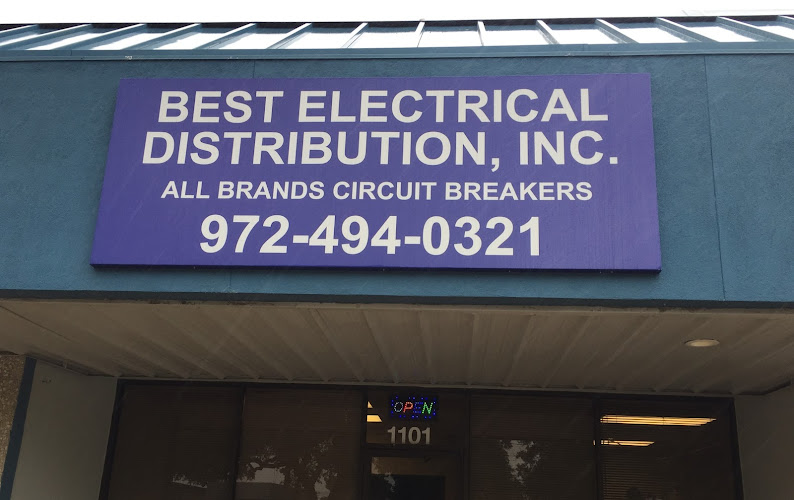 BEST ELECTRICAL
DISTRIBUTION, INC.
ALL BRANDS CIRCUIT BREAKERS
972-494-0321
OPEN
1101